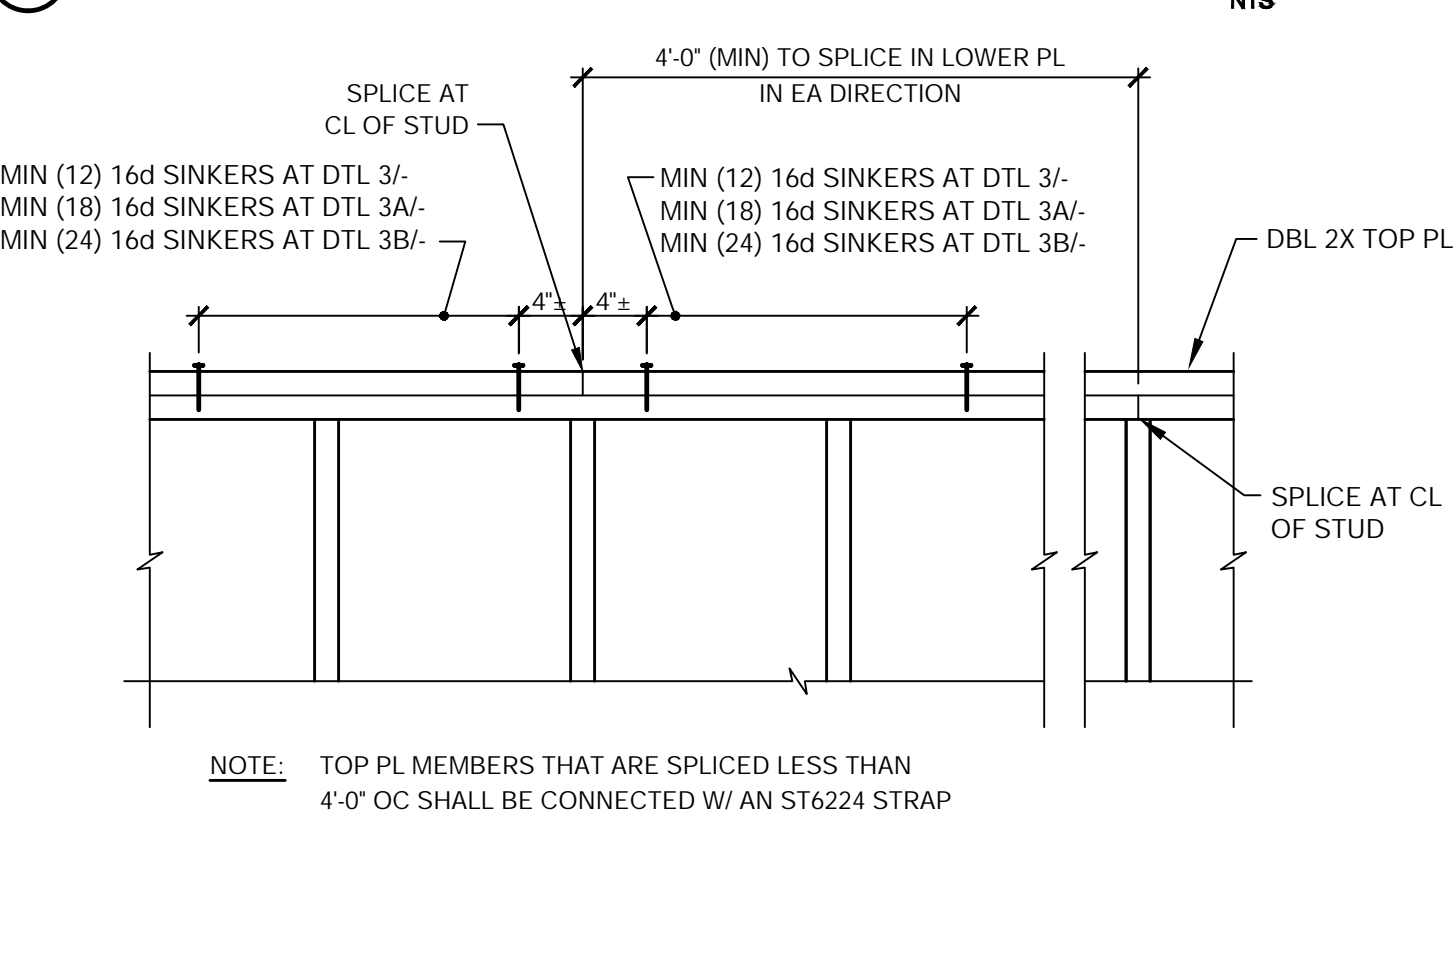 NTS
4'-0" (MIN) TO SPLICE IN LOWER PL
IN EA DIRECTION
SPLICE AT
CL OF STUD
MIN (12) 16d SINKERS AT DTL 3/-
MIN (18) 16d SINKERS AT DTL 3A/-
MIN (24) 16d SINKERS AT DTL 3B/-
MIN (12) 16d SINKERS AT DTL 3/-
MIN (18) 16d SINKERS AT DTL 3A/-
MIN (24) 16d SINKERS AT DTL 3B/-
DBL 2X TOP PL
4"± 4"±
SPLICE AT CL
OF STUD
NOTE: TOP PL MEMBERS THAT ARE SPLICED LESS THAN
4'-0" OC SHALL BE CONNECTED W/ AN ST6224 STRAP